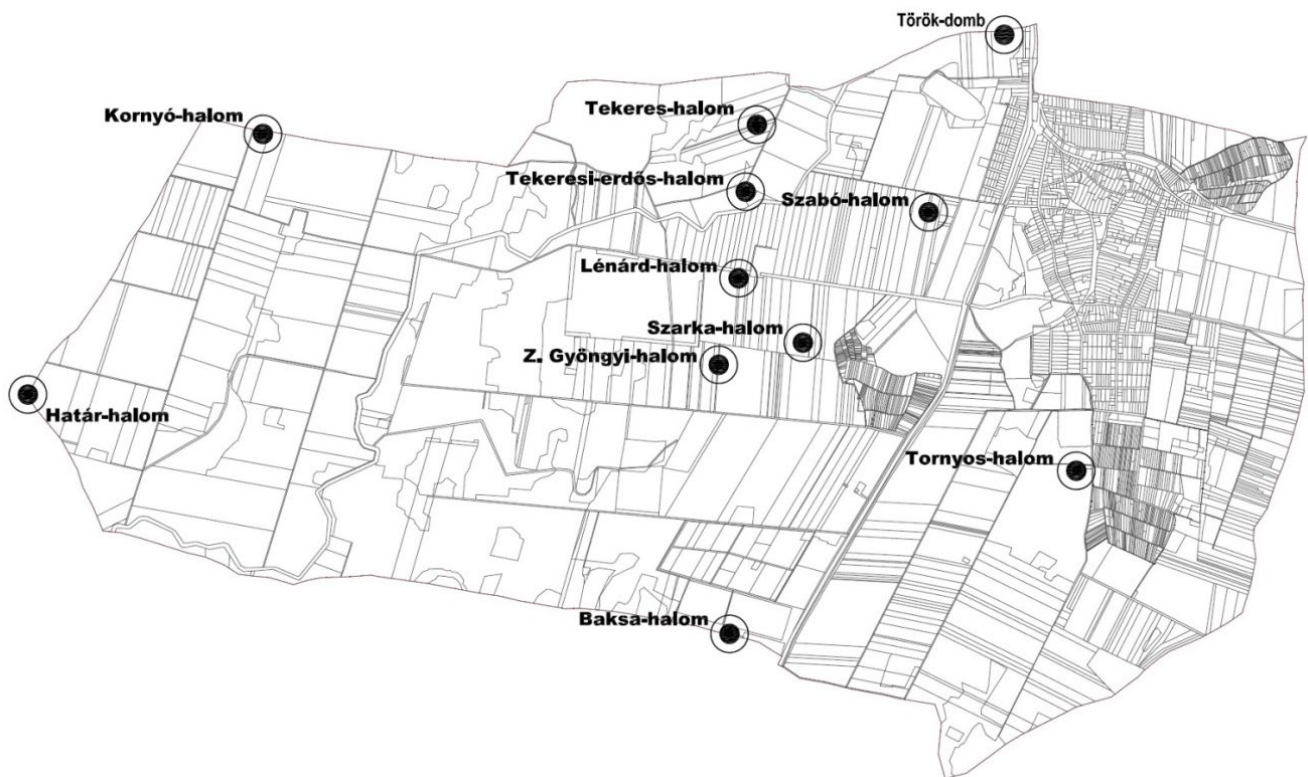 Török-domb
Tekeres-halom
Kornyó-halom
Tekeresi-erdős-halom
Szabó-halom
Lénárd-halom
Szarka-halom
Z. Gyöngyi-halom
Határ-halom
Tornyos-halom
Baksa-halom